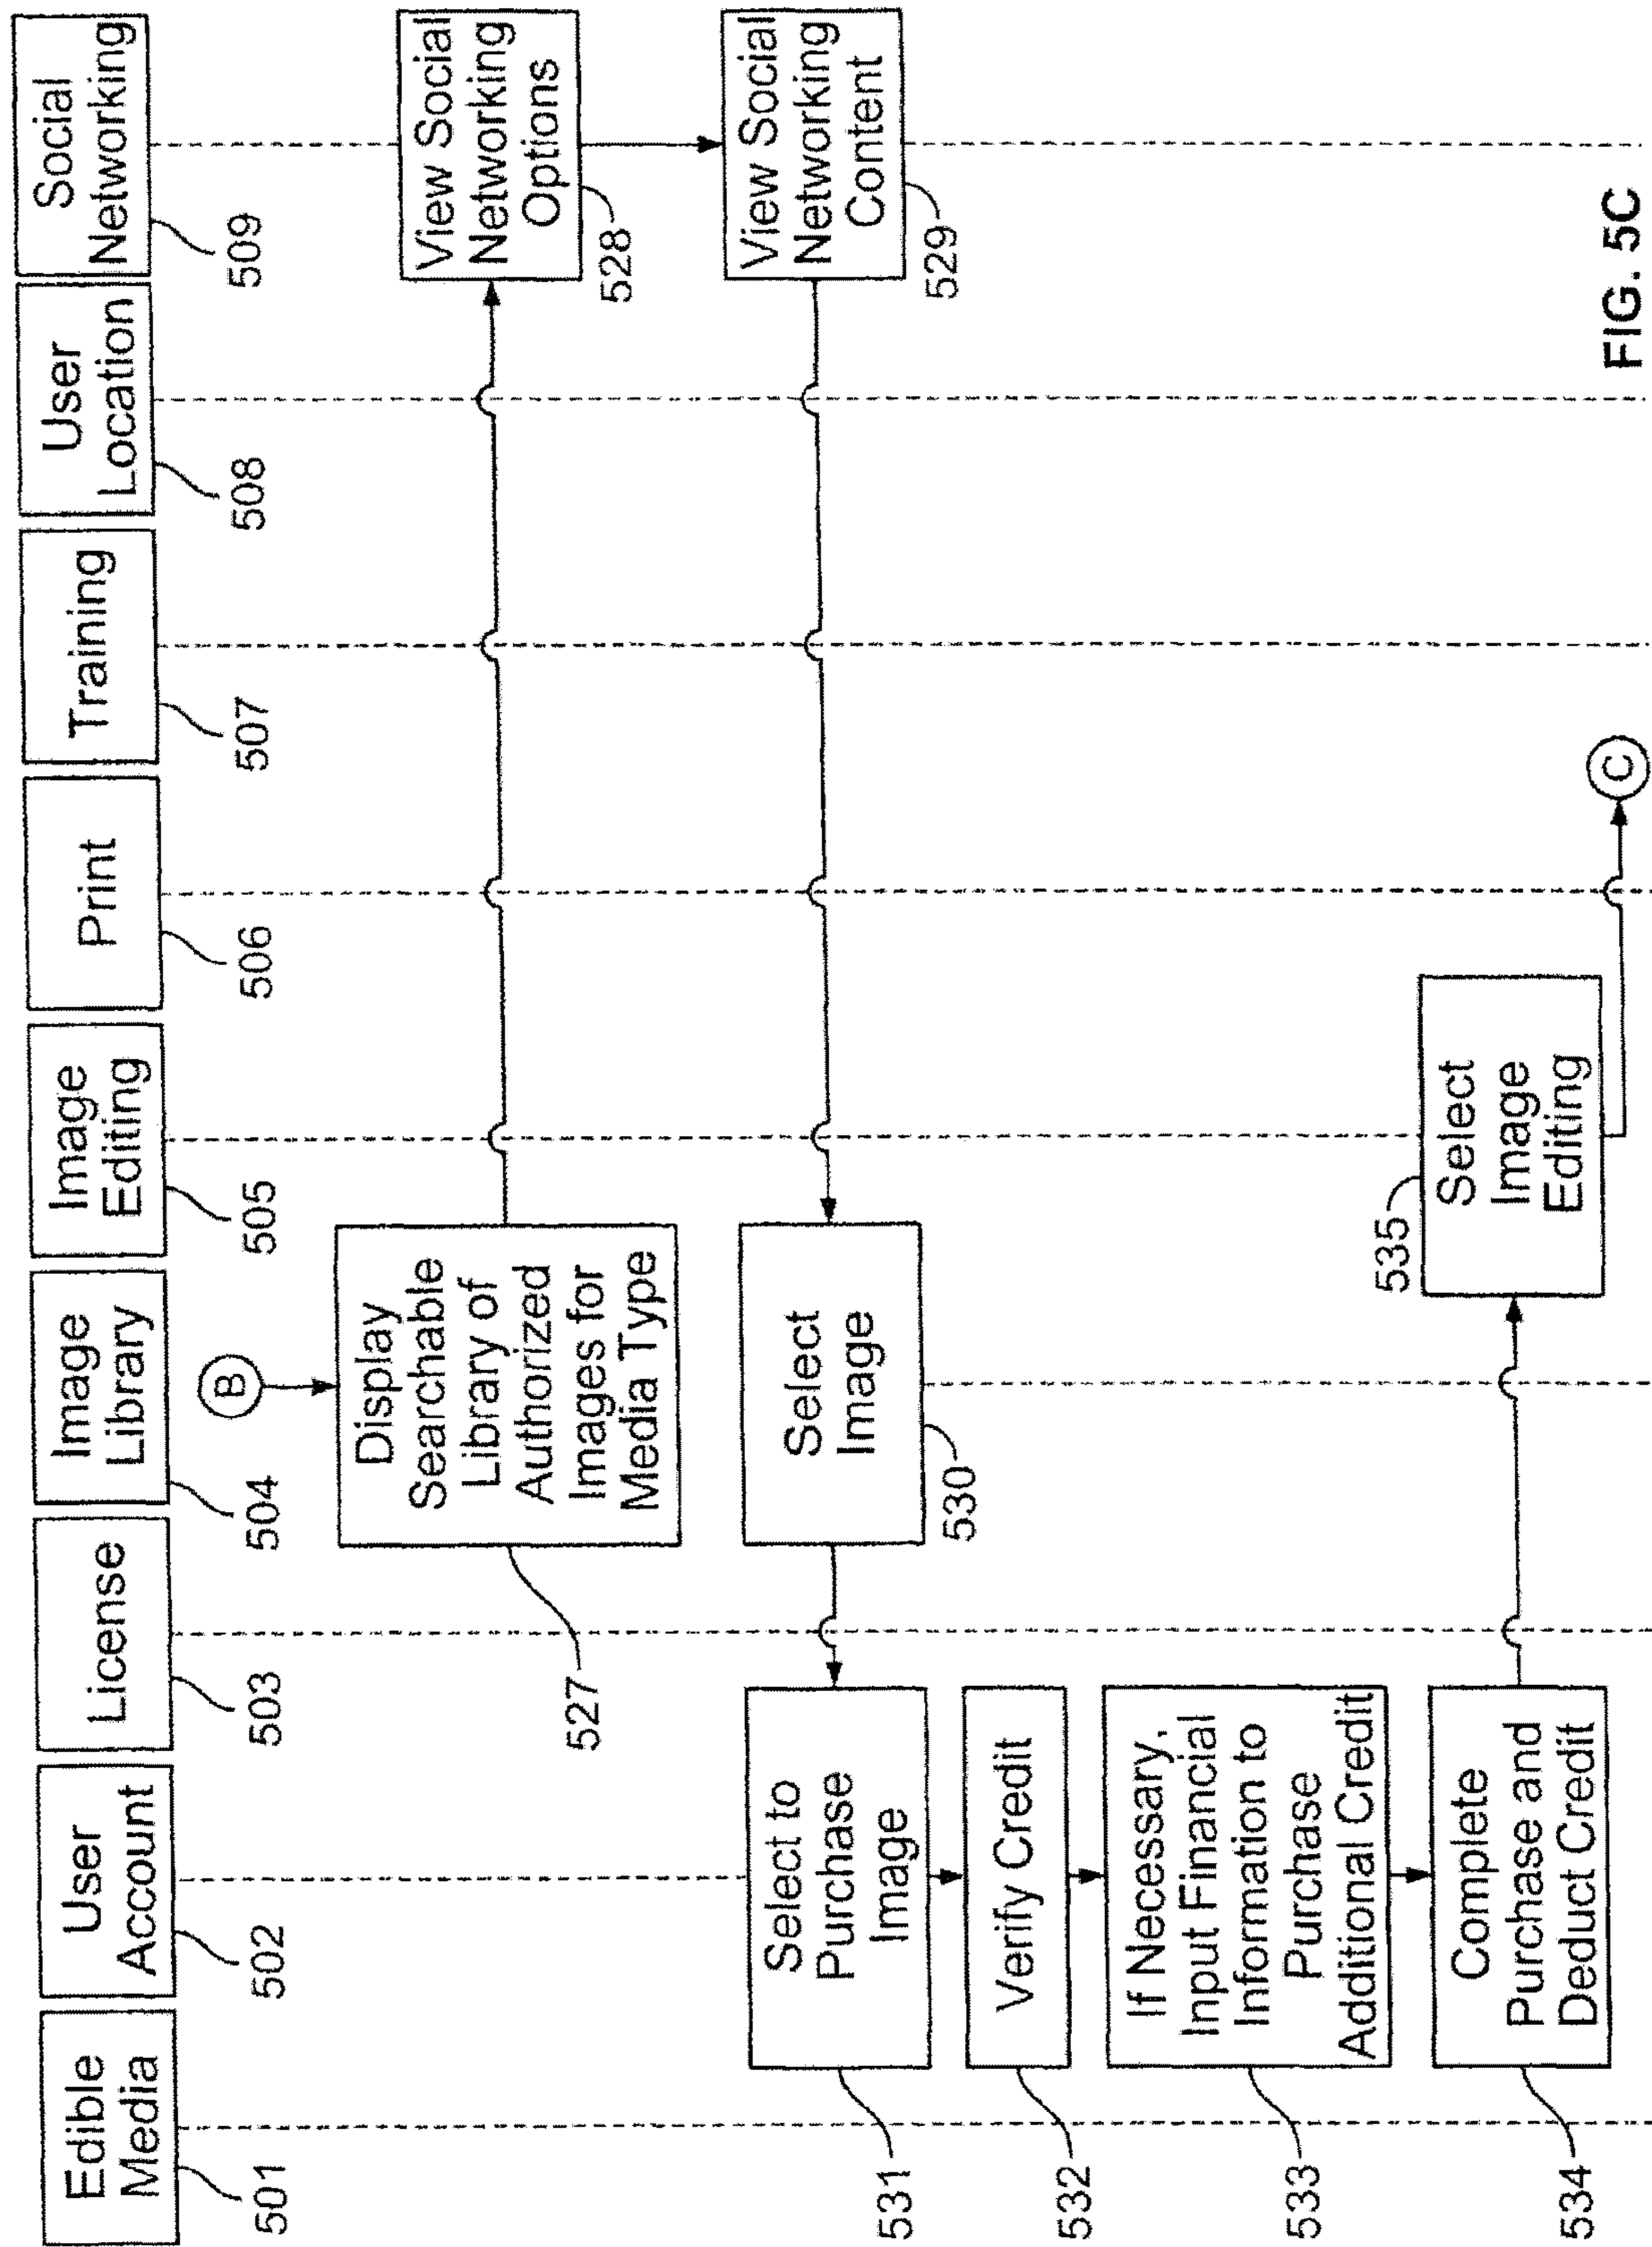 Edible
Media
501
User
Account
502
License
503
Image
Library
504
Image
Editing
505
Print
506
Training
507
User
Location
508
Social
Networking
509
B
Display
Searchable
Library of
Authorized
Images for
Media Type
527
View Social
Networking
Options
528
View Social
Networking
Content
529
Select
Image
530
Select to
Purchase
Image
531
Verify Credit
532
If Necessary,
Input Financial
Information to
Purchase
Additional Credit
533
Complete
Purchase and
Deduct Credit
534
535
Select
Image
Editing
C
FIG. 5C